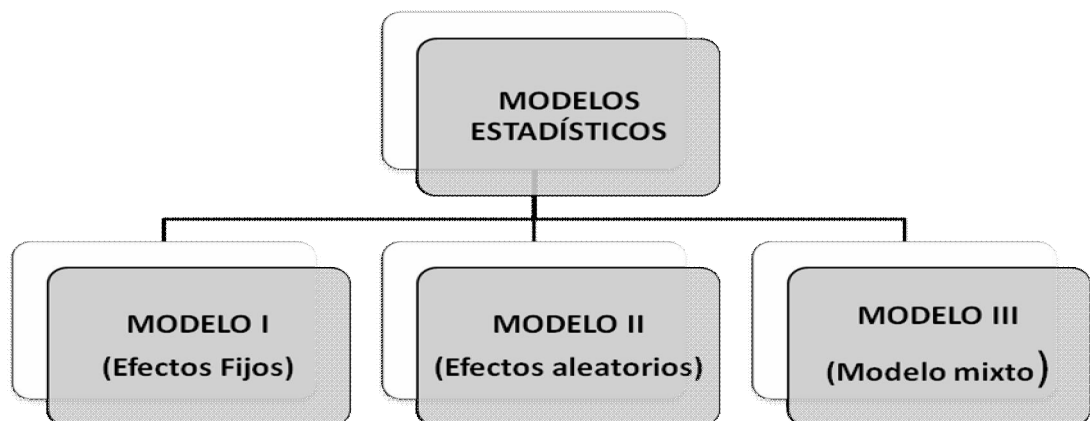 MODELOS
ESTADÍSTICOS
MODELO I
(Efectos Fijos)
MODELO II
(Efectos aleatorios)
MODELO III
(Modelo mixto)